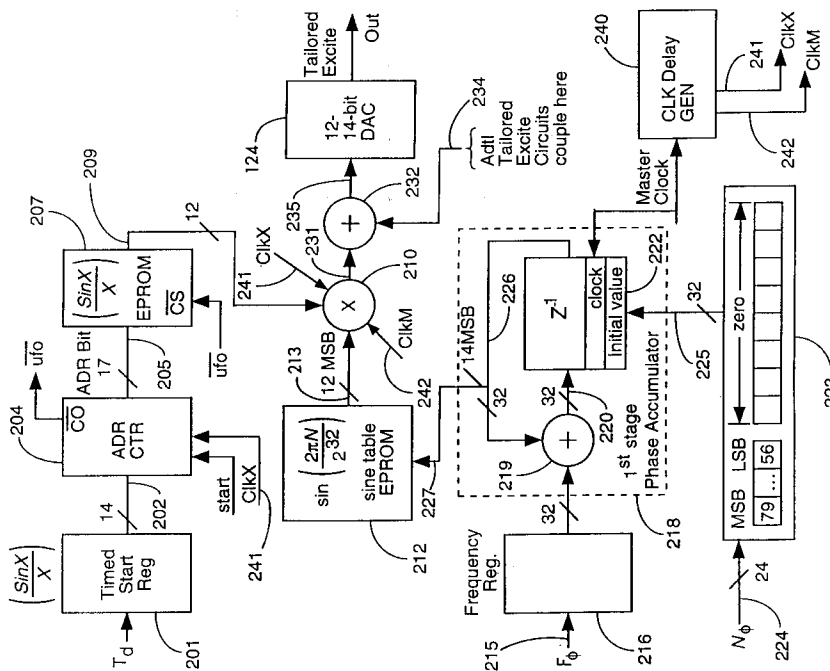 (SinX/X)
T_d
Timed
Start
Reg
201
14
202
204
CO
ADR
CTR
ufo
start
ClkX
241
ADR Bit
17
205
207
(SinX/X)
EPROM
CS
ufo
209
12
sin (2πN/2^32)
sine table
EPROM
212
213
12 MSB
227
241
ClkX
X
210
ClkM
242
231
+
232
235
234
Adtl
Tailored
Excite
Circuits
couple here
124
12-
14-bit
DAC
Tailored
Excite
Out
F_ϕ
215
Frequency
Reg.
216
32
14MSB
32
226
219
+
32
220
Z^-1
clock
Initial value
222
1st stage
Phase Accumulator
218
Master
Clock
240
CLK Delay
GEN
241
ClkX
242
ClkM
32
225
N_ϕ
24
224
MSB LSB
79 ... 56
zero